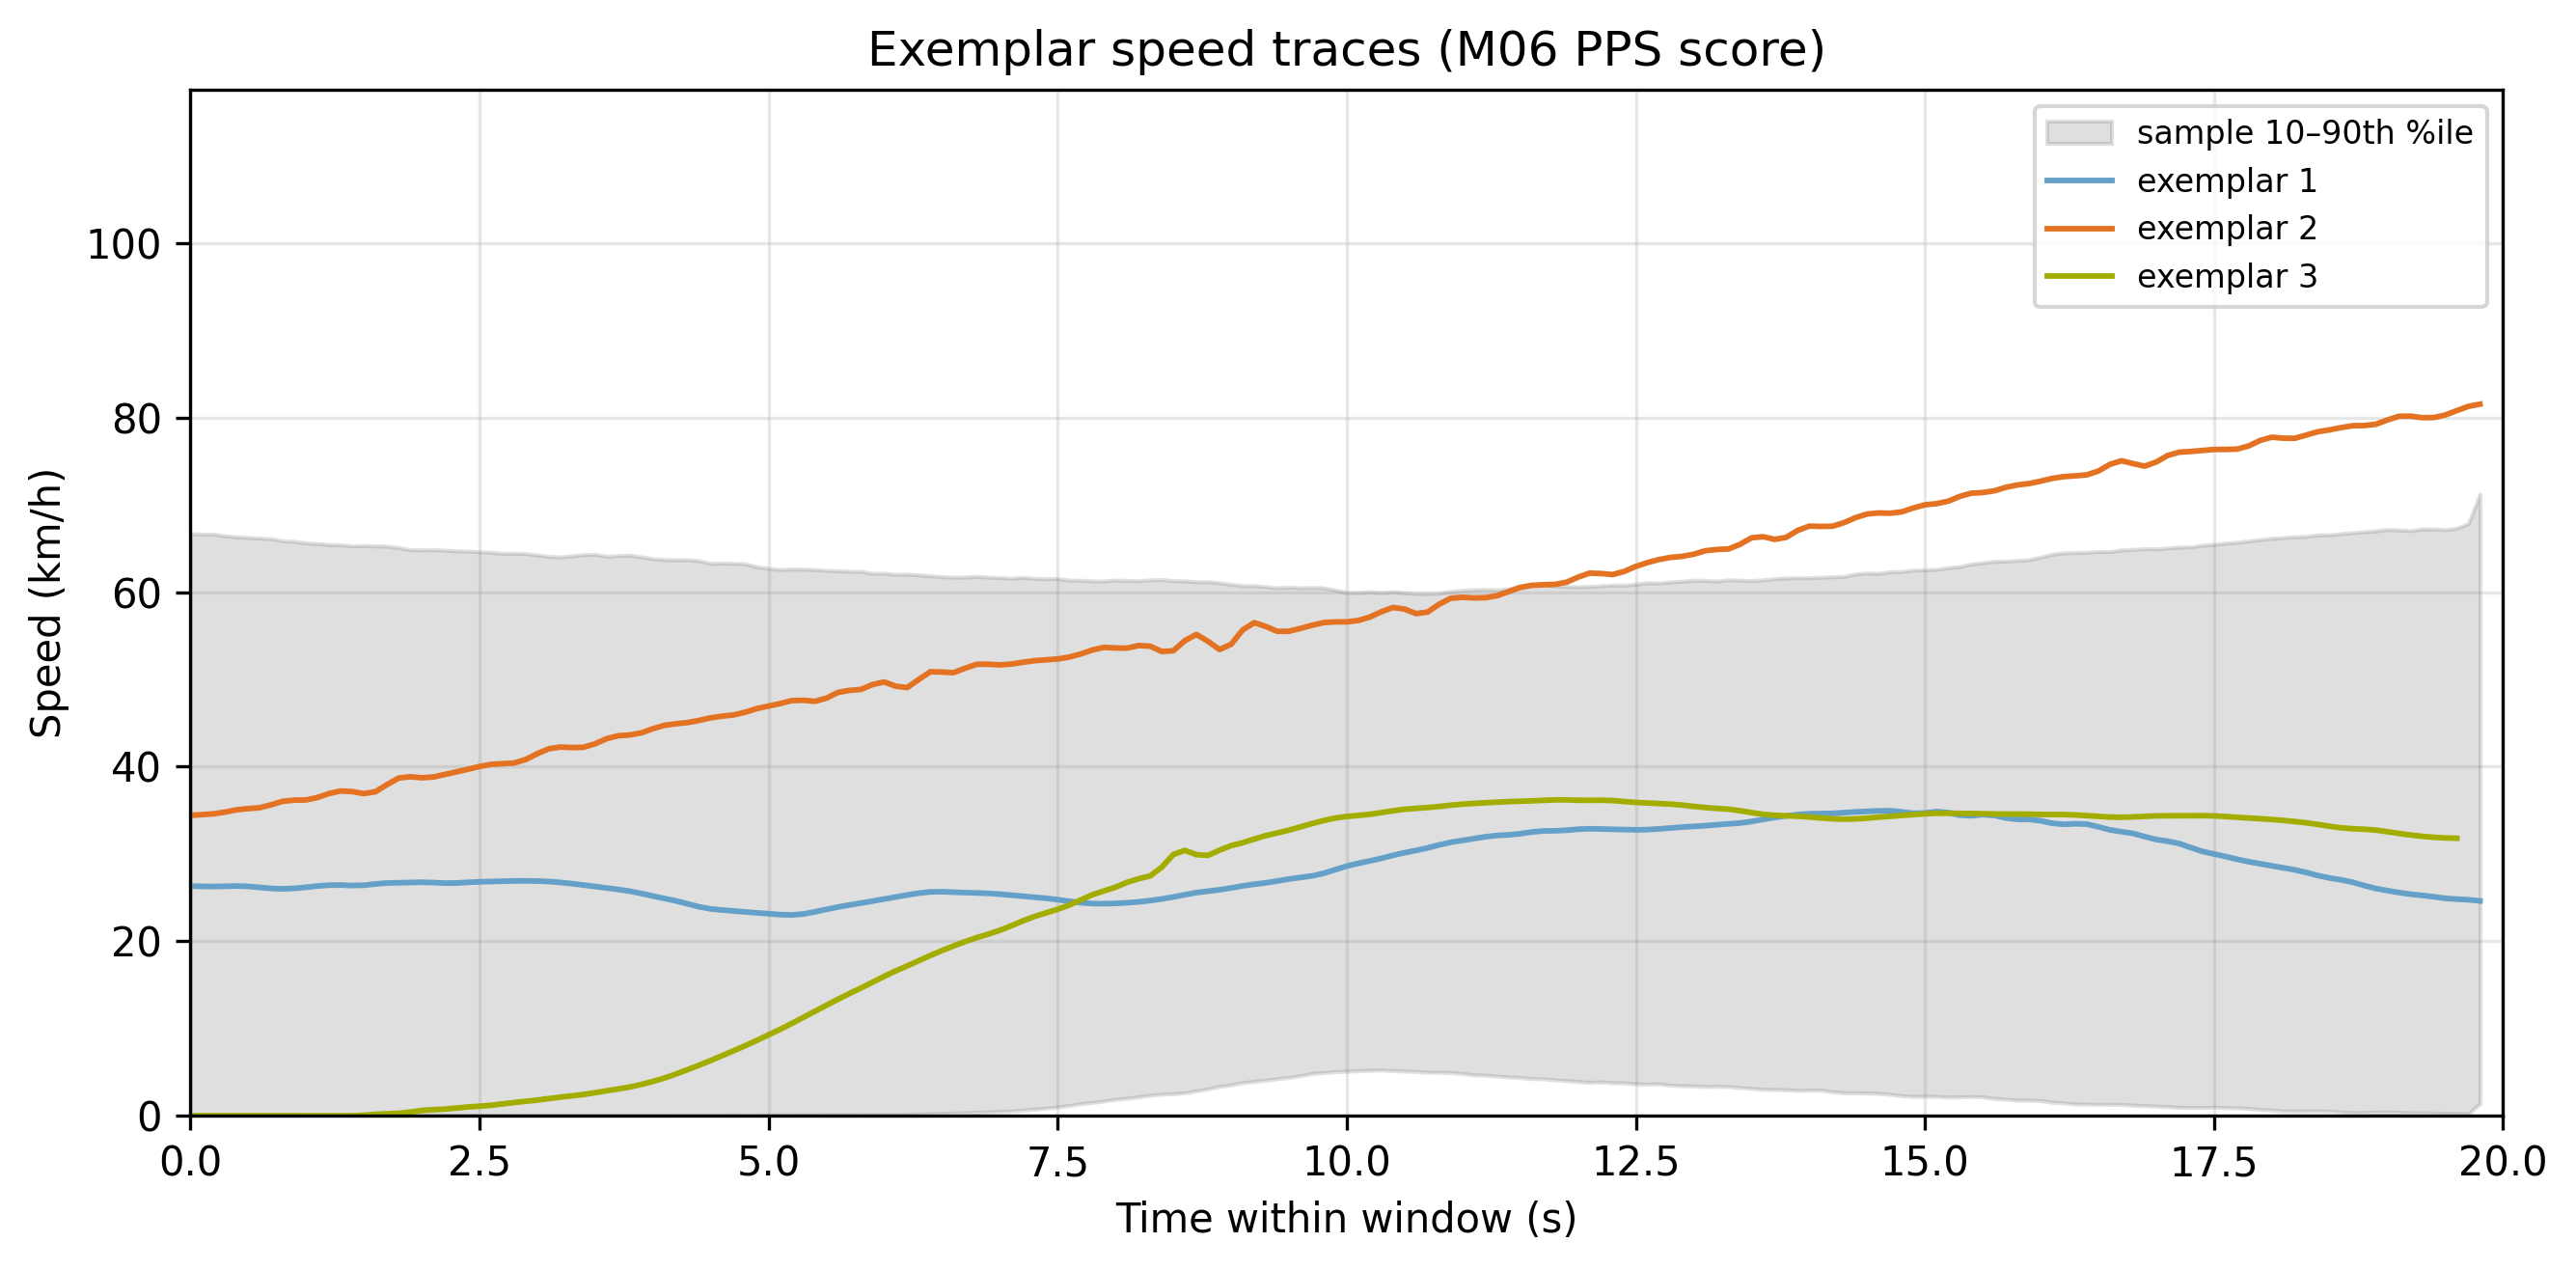 Exemplar speed traces (M06 PPS score)
sample 10–90th %ile
exemplar 1
exemplar 2
exemplar 3
Speed (km/h)
100
80
60
40
20
0
0.0 2.5 5.0 7.5 10.0 12.5 15.0 17.5 20.0
Time within window (s)